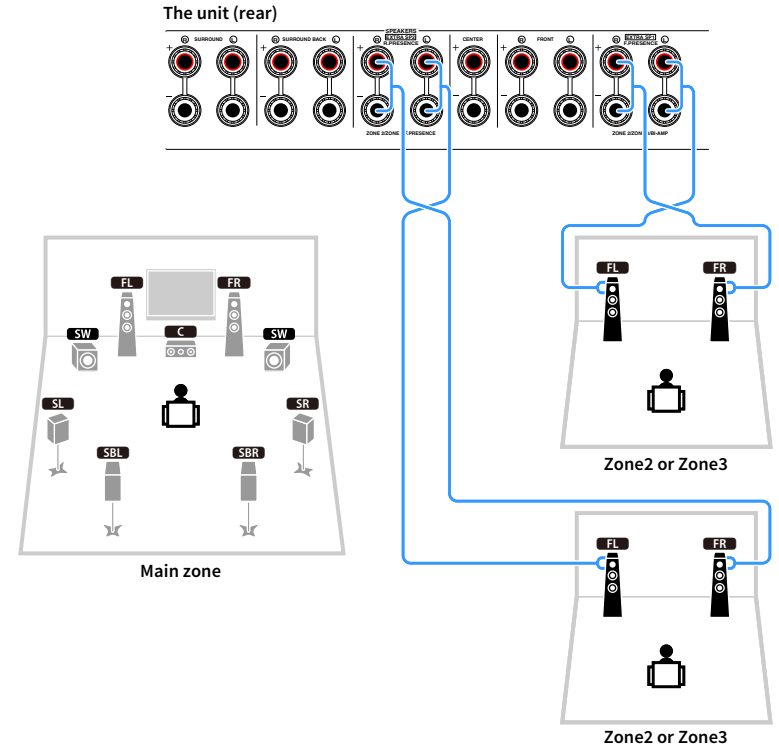 The unit (rear)
SPEAKERS
R SURROUND L
R SURROUND BACK L
R EXTRA SP2 L
R.PRESENCE
CENTER
R FRONT L
R EXTRA SP1 L
F.PRESENCE
+ + + + + +
– – – – – –
ZONE 2/ZONE F.PRESENCE
ZONE 2/ZON /BI-AMP
FL FR
SW C SW
SL SR
SBL SBR
Main zone
FL FR
Zone2 or Zone3
FL FR
Zone2 or Zone3